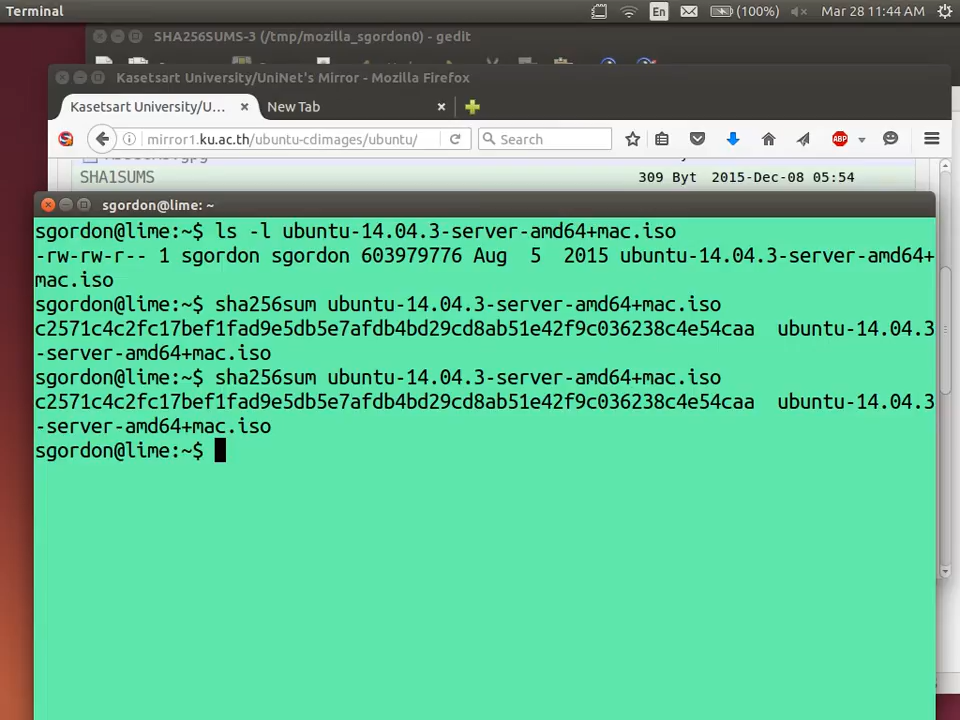 Terminal
En
(100%)
Mar 28 11:44 AM
SHA256SUMS-3 (/tmp/mozilla_sgordon0) - gedit
Kasetsart University/UniNet's Mirror - Mozilla Firefox
Kasetsart University/U...
New Tab
mirror1.ku.ac.th/ubuntu-cdimages/ubuntu/
Search
ABP
SHA1SUMS 309 Byt 2015-Dec-08 05:54
sgordon@lime: ~
sgordon@lime:~$ ls -l ubuntu-14.04.3-server-amd64+mac.iso
-rw-rw-r-- 1 sgordon sgordon 603979776 Aug  5  2015 ubuntu-14.04.3-server-amd64+
mac.iso
sgordon@lime:~$ sha256sum ubuntu-14.04.3-server-amd64+mac.iso
c2571c4c2fc17bef1fad9e5db5e7afdb4bd29cd8ab51e42f9c036238c4e54caa  ubuntu-14.04.3
-server-amd64+mac.iso
sgordon@lime:~$ sha256sum ubuntu-14.04.3-server-amd64+mac.iso
c2571c4c2fc17bef1fad9e5db5e7afdb4bd29cd8ab51e42f9c036238c4e54caa  ubuntu-14.04.3
-server-amd64+mac.iso
sgordon@lime:~$